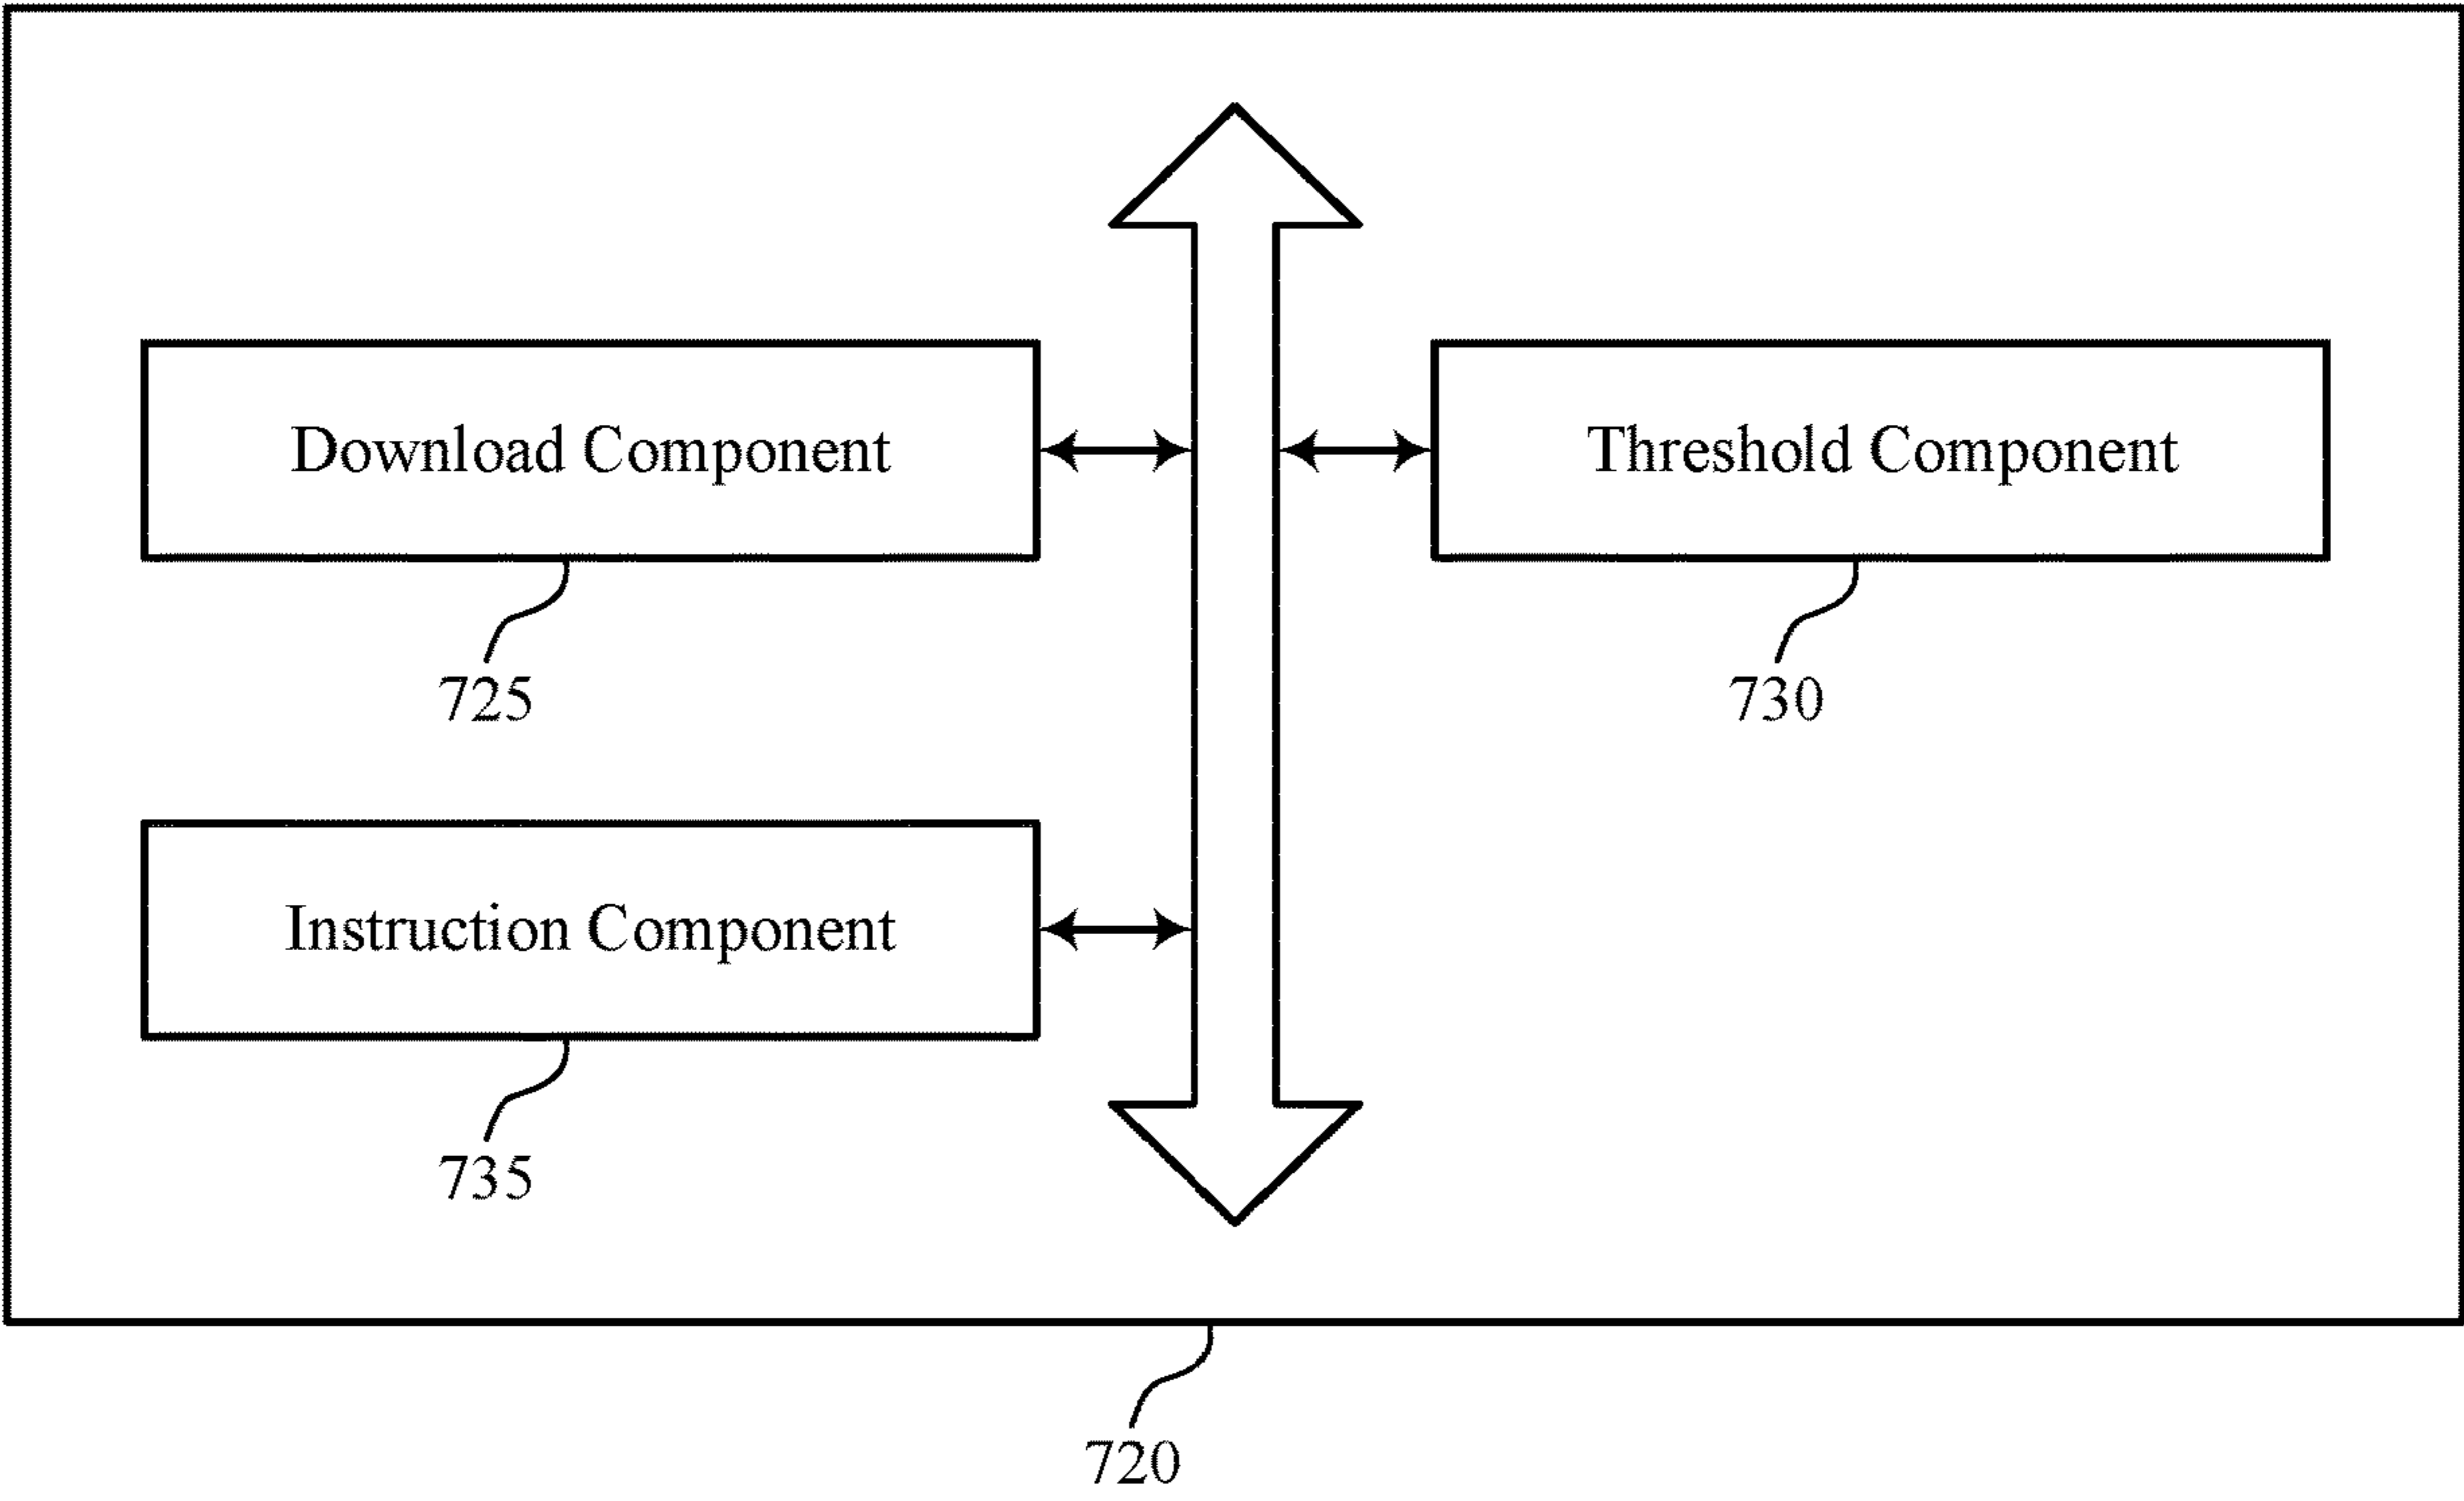 Download Component
Threshold Component
725
730
Instruction Component
735
720